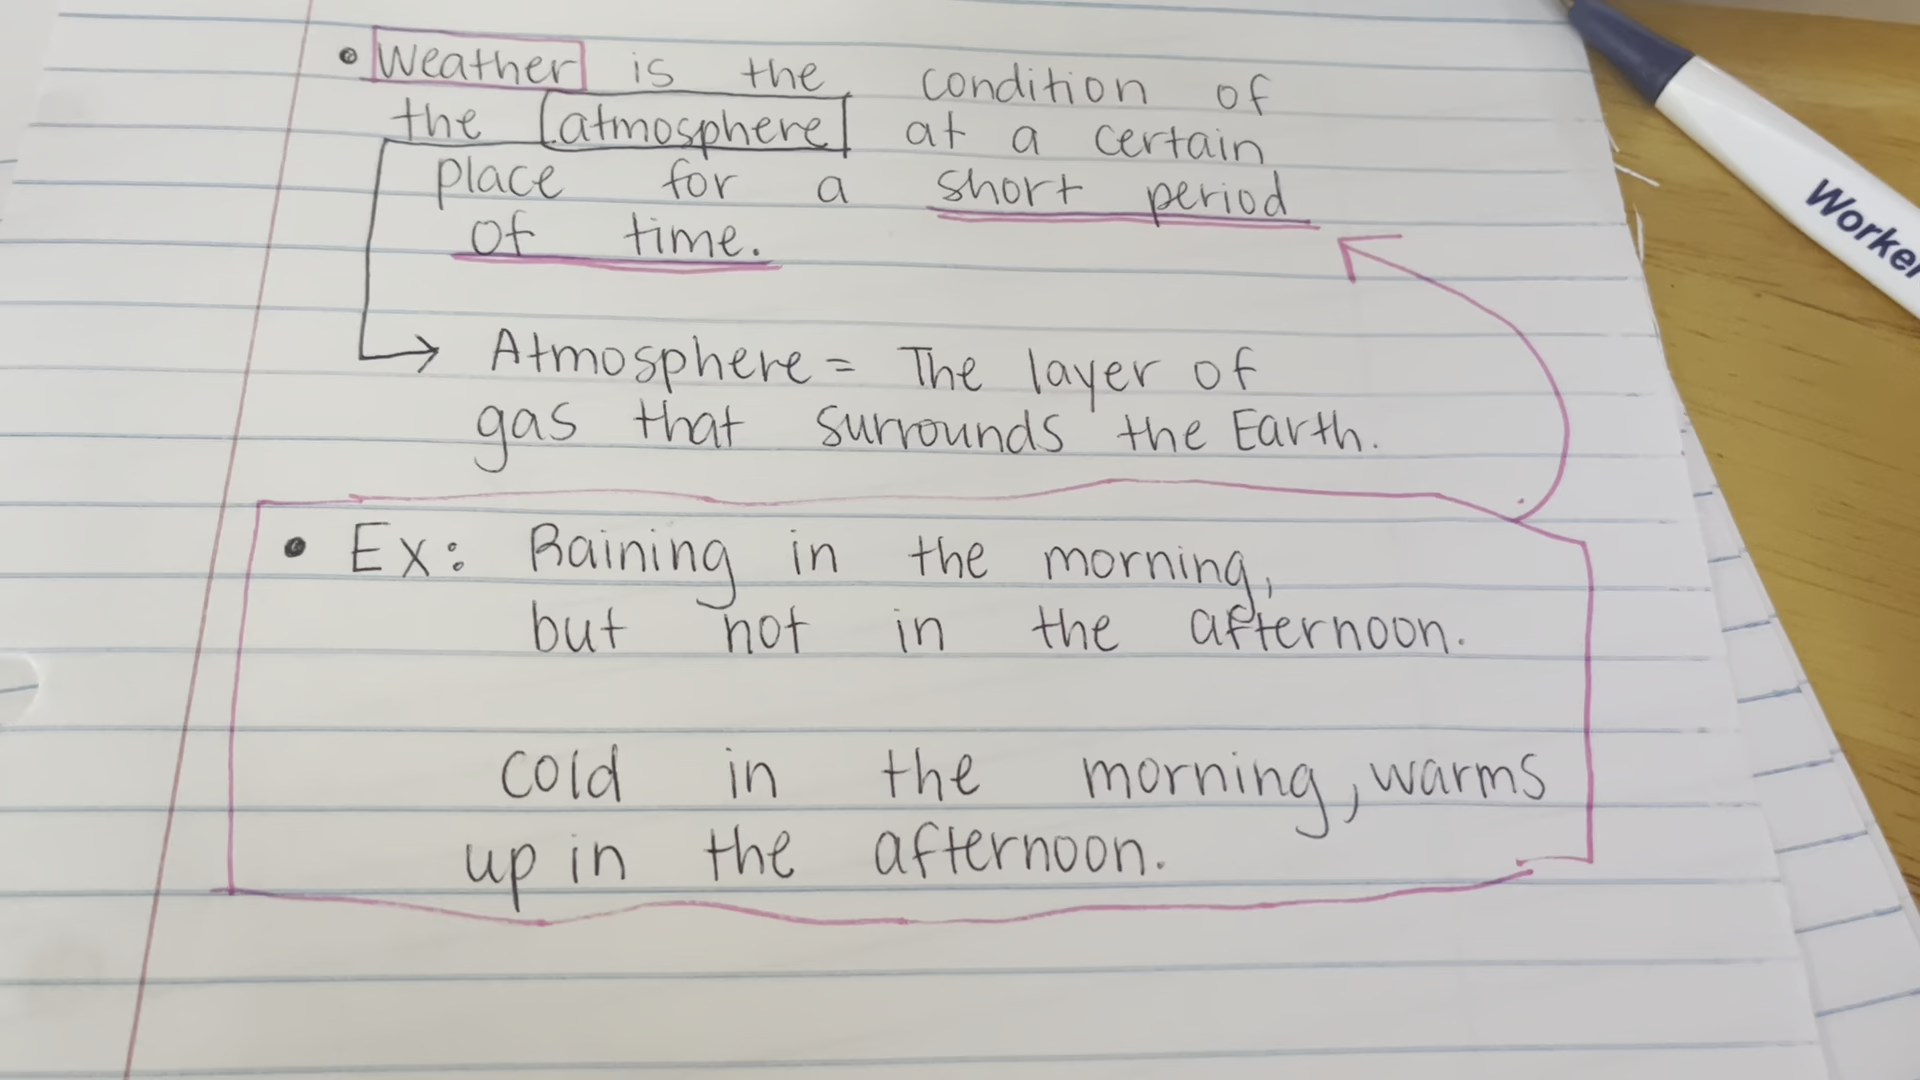 • Weather is the condition of
the atmosphere at a certain
place for a short period
of time.
→ Atmosphere = The layer of
gas that surrounds the Earth.
• Ex: Raining in the morning,
but not in the afternoon.
cold in the morning, warms
up in the afternoon.
Worker